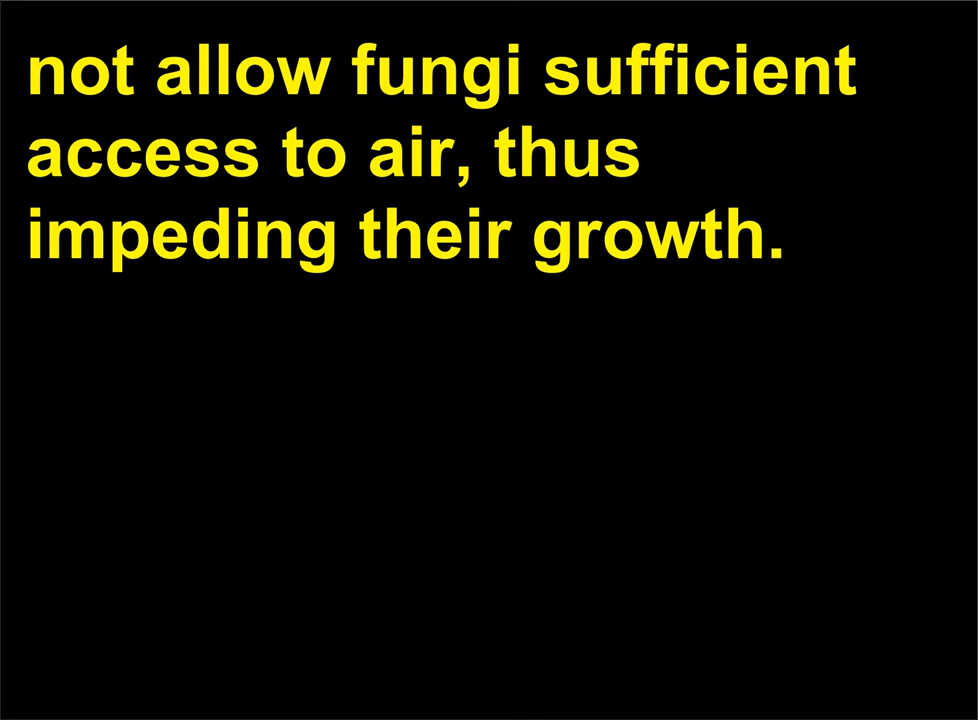 not allow fungi sufficient
access to air, thus
impeding their growth.